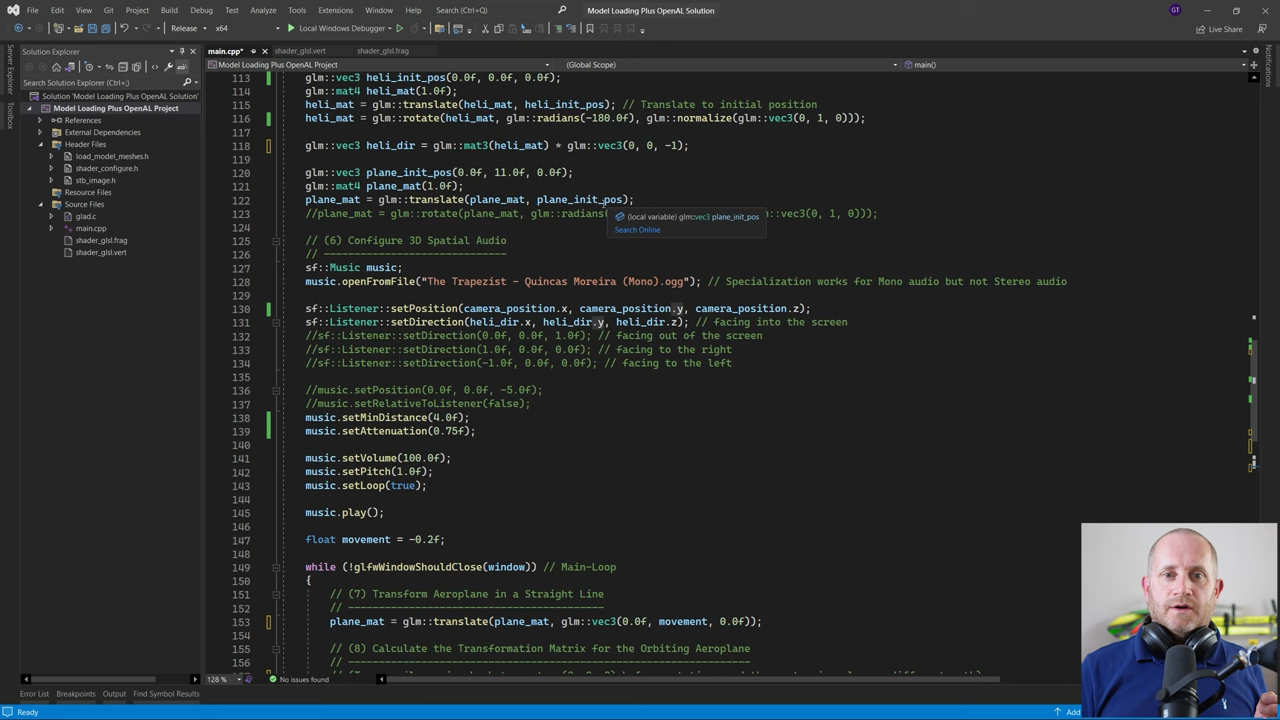 File Edit View Git Project Build Debug Test Analyze Tools Extensions Window Help Search (Ctrl+;) Model Loading Plus OpenAL Solution GT
Release x64 Local Windows Debugger Live Share
Server Explorer
Toolbox
Notifications
Solution Explorer
Search Solution Explorer (Ctrl+;)
Solution 'Model Loading Plus OpenAL Solution'
Model Loading Plus OpenAL Project
References
External Dependencies
Header Files
load_model_meshes.h
shader_configure.h
stb_image.h
Resource Files
Source Files
glad.c
main.cpp
shader_glsl.frag
shader_glsl.vert
main.cpp* shader_glsl.vert shader_glsl.frag
Model Loading Plus OpenAL Project (Global Scope) main()
113 glm::vec3 heli_init_pos(0.0f, 0.0f, 0.0f);
114 glm::mat4 heli_mat(1.0f);
115 heli_mat = glm::translate(heli_mat, heli_init_pos); // Translate to initial position
116 heli_mat = glm::rotate(heli_mat, glm::radians(-180.0f), glm::normalize(glm::vec3(0, 1, 0)));
117
118 glm::vec3 heli_dir = glm::mat3(heli_mat) * glm::vec3(0, 0, -1);
119
120 glm::vec3 plane_init_pos(0.0f, 11.0f, 0.0f);
121 glm::mat4 plane_mat(1.0f);
122 plane_mat = glm::translate(plane_mat, plane_init_pos);
123 //plane_mat = glm::rotate(plane_mat, glm::radians( ::vec3(0, 1, 0)));
(local variable) glm::vec3 plane_init_pos
Search Online
124
125 // (6) Configure 3D Spatial Audio
126 // ------------------------------
127 sf::Music music;
128 music.openFromFile("The Trapezist - Quincas Moreira (Mono).ogg"); // Specialization works for Mono audio but not Stereo audio
129
130 sf::Listener::setPosition(camera_position.x, camera_position.y, camera_position.z);
131 sf::Listener::setDirection(heli_dir.x, heli_dir.y, heli_dir.z); // facing into the screen
132 //sf::Listener::setDirection(0.0f, 0.0f, 1.0f); // facing out of the screen
133 //sf::Listener::setDirection(1.0f, 0.0f, 0.0f); // facing to the right
134 //sf::Listener::setDirection(-1.0f, 0.0f, 0.0f); // facing to the left
135
136 //music.setPosition(0.0f, 0.0f, -5.0f);
137 //music.setRelativeToListener(false);
138 music.setMinDistance(4.0f);
139 music.setAttenuation(0.75f);
140
141 music.setVolume(100.0f);
142 music.setPitch(1.0f);
143 music.setLoop(true);
144
145 music.play();
146
147 float movement = -0.2f;
148
149 while (!glfwWindowShouldClose(window)) // Main-Loop
150 {
151 // (7) Transform Aeroplane in a Straight Line
152 // -----------------------------------------
153 plane_mat = glm::translate(plane_mat, glm::vec3(0.0f, movement, 0.0f));
154
155 // (8) Calculate the Transformation Matrix for the Orbiting Aeroplane
156
128 % No issues found
Error List Breakpoints Output Find Symbol Results
Ready Add